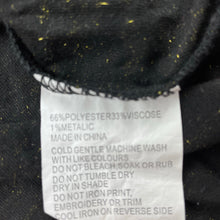 66%POLYESTER33%VISCOSE
1%METALIC
MADE IN CHINA
COLD GENTLE MACHINE WASH
WITH LIKE COLOURS
DO NOT BLEACH SOAK OR RUB
DO NOT TUMBLE DRY
DRY IN SHADE
DO NOT IRON PRINT,
EMBROIDERY OR TRIM
COOL IRON ON REVERSE SIDE